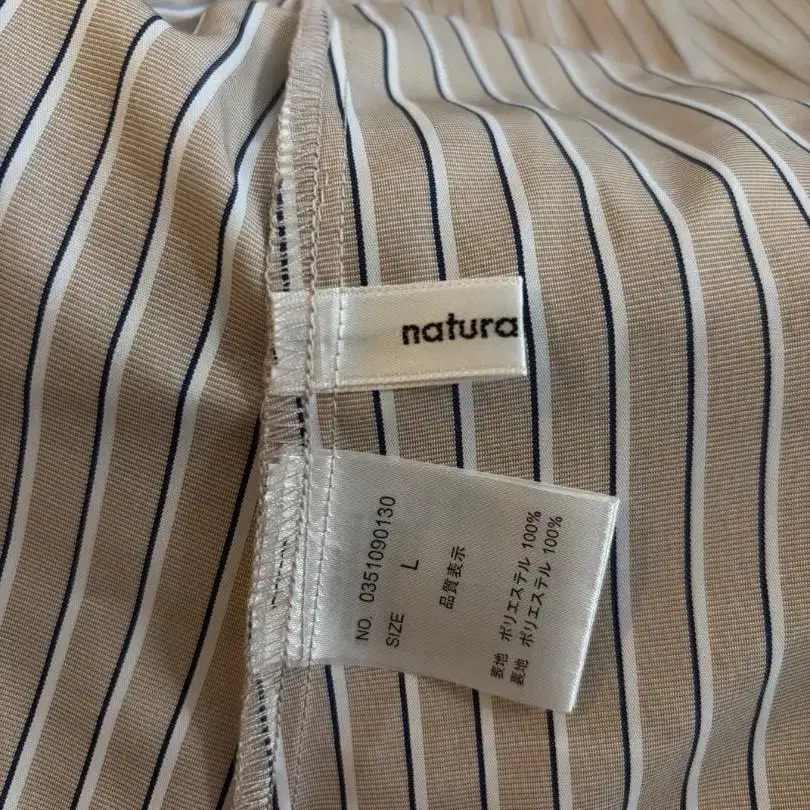 natura
NO. 0351090130
SIZE L
品質表示
表地 ポリエステル 100%
裏地 ポリエステル 100%